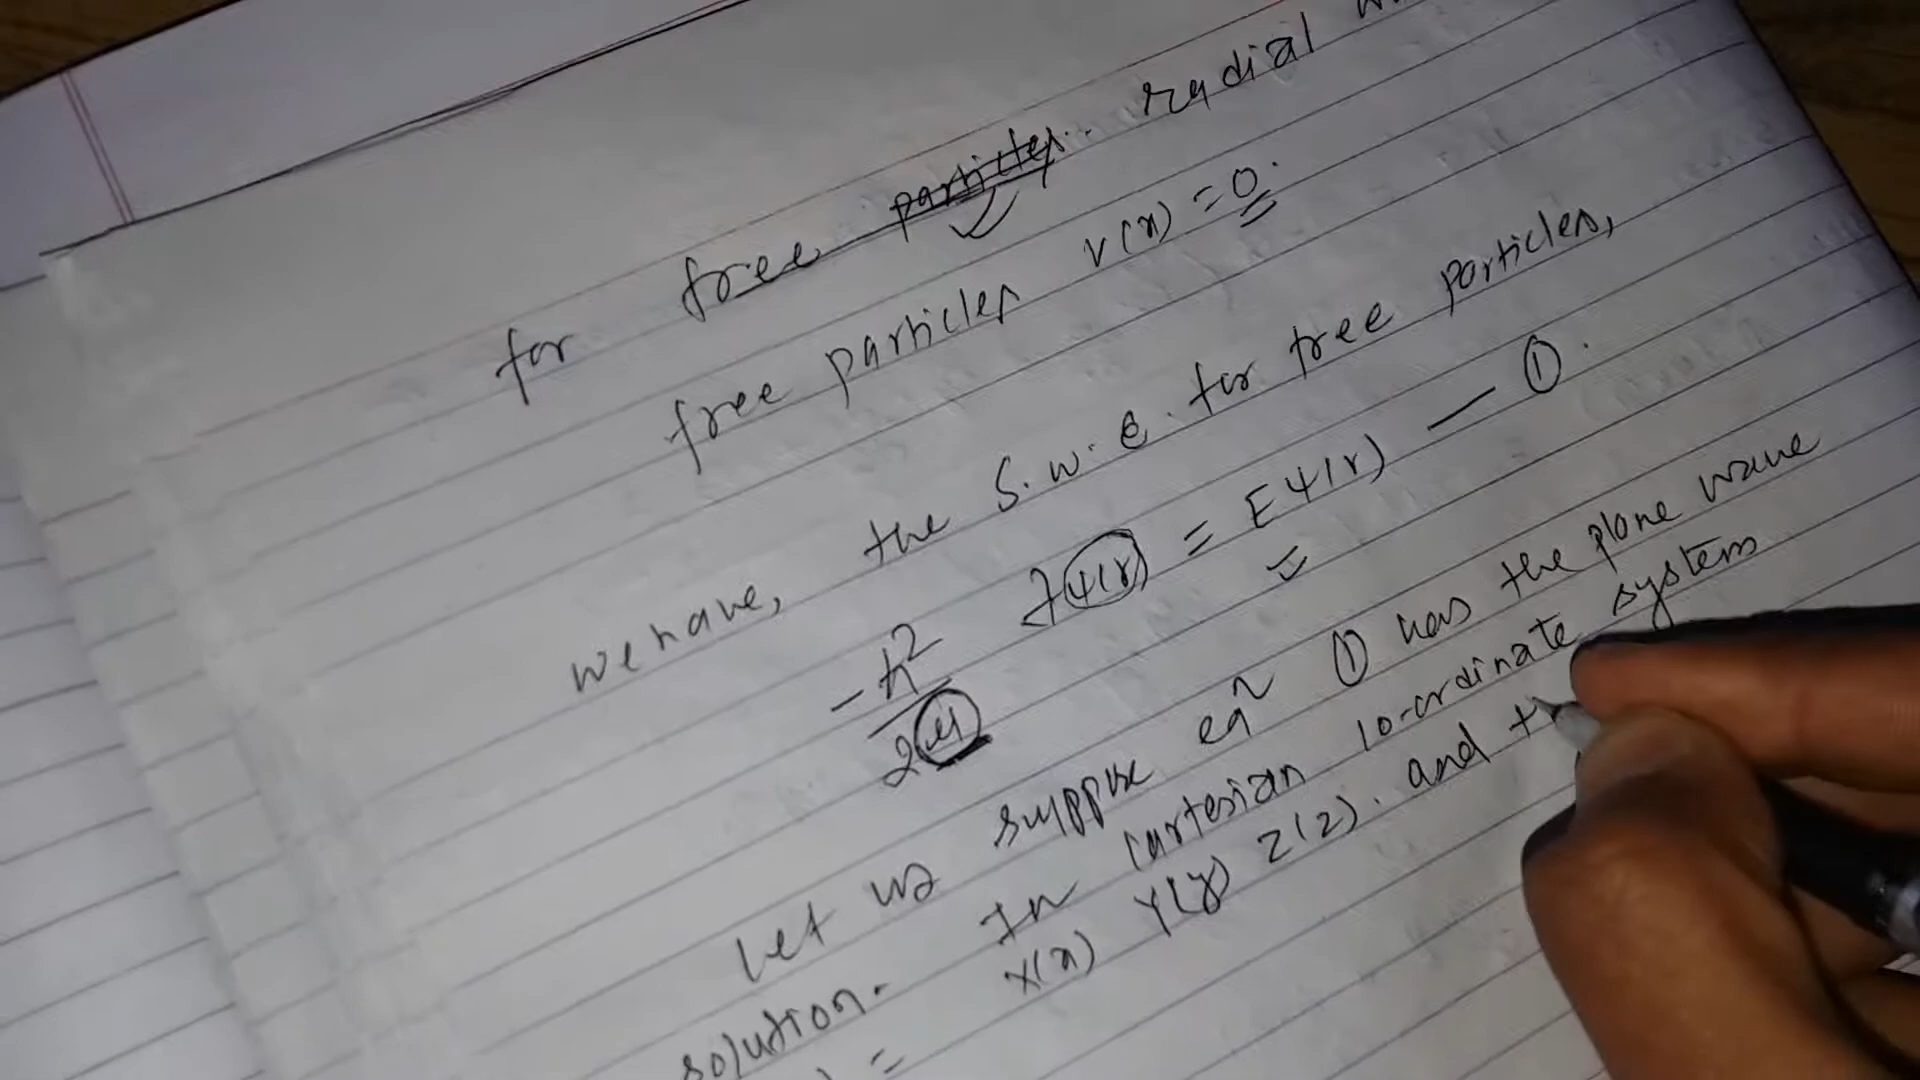 for free particles radial
free particles V(r) = 0.
we have, the S.W.E. for free particles,
-ħ²/2μ ∇ψ(r) = Eψ(r) — ①.
Let us suppose eqn ① has the plane wave
solution. In cartesian co-ordinate system
= X(x) Y(y) Z(z). and th